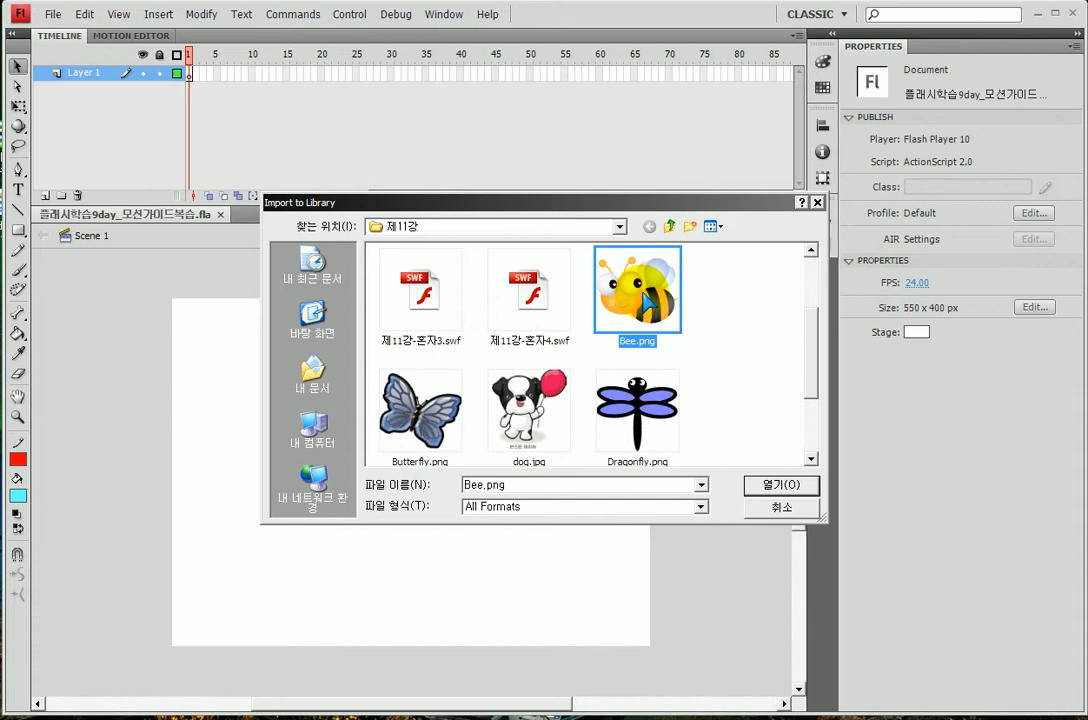 Fl
File Edit View Insert Modify Text Commands Control Debug Window Help
CLASSIC
TIMELINE
MOTION EDITOR
1 5 10 15 20 25 30 35 40 45 50 55 60 65 70 75 80 85
Layer 1
플래시학습9day_모션가이드복습.fla
Scene 1
Import to Library
찾는 위치(I):
제11강
내 최근 문서
바탕 화면
내 문서
내 컴퓨터
내 네트워크 환
경
SWF
SWF
제11강-혼자3.swf
제11강-혼자4.swf
Bee.png
Butterfly.png
dog.jpg
Dragonfly.png
파일 이름(N):
Bee.png
열기(O)
파일 형식(T):
All Formats
취소
PROPERTIES
Fl
Document
플래시학습9day_모션가이드 ...
PUBLISH
Player: Flash Player 10
Script: ActionScript 2.0
Class:
Profile: Default
Edit...
AIR Settings
Edit...
PROPERTIES
FPS: 24.00
Size: 550 x 400 px
Edit...
Stage:
T